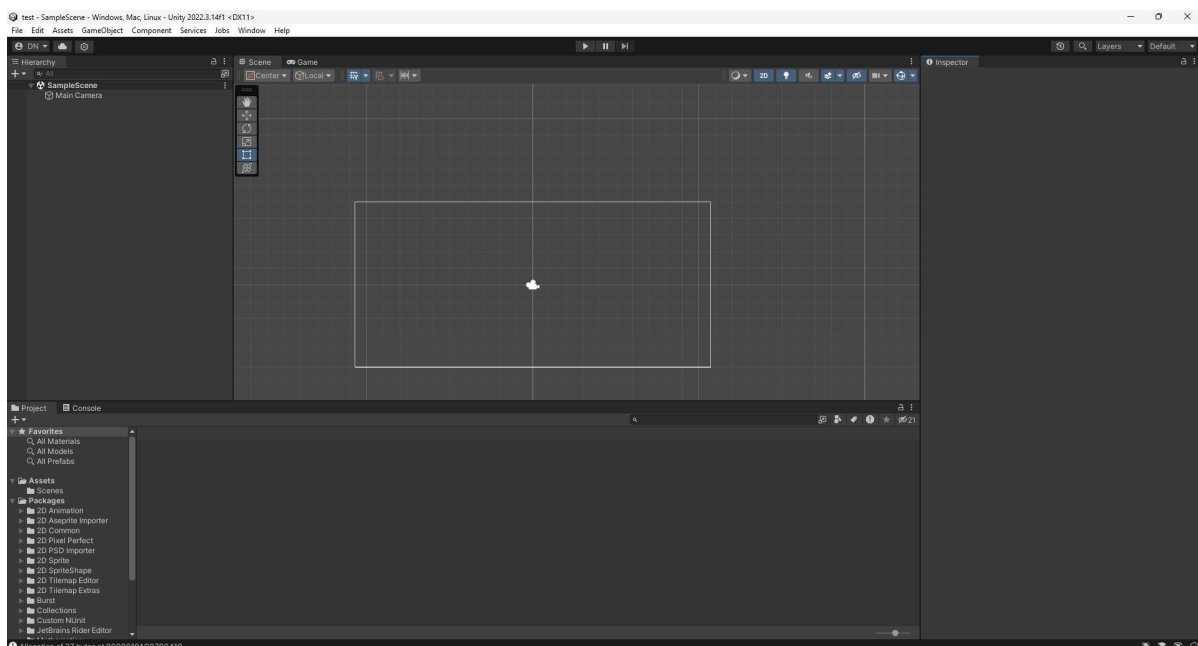 test - SampleScene - Windows, Mac, Linux - Unity 2022.3.14f1 <DX11>
File Edit Assets GameObject Component Services Jobs Window Help
DN Layers Default
Hierarchy
All
SampleScene
Main Camera
Scene Game
Center Local 2D
Inspector
Project Console
21
Favorites
All Materials
All Models
All Prefabs
Assets
Scenes
Packages
2D Animation
2D Aseprite Importer
2D Common
2D Pixel Perfect
2D PSD Importer
2D Sprite
2D SpriteShape
2D Tilemap Editor
2D Tilemap Extras
Burst
Collections
Custom NUnit
JetBrains Rider Editor